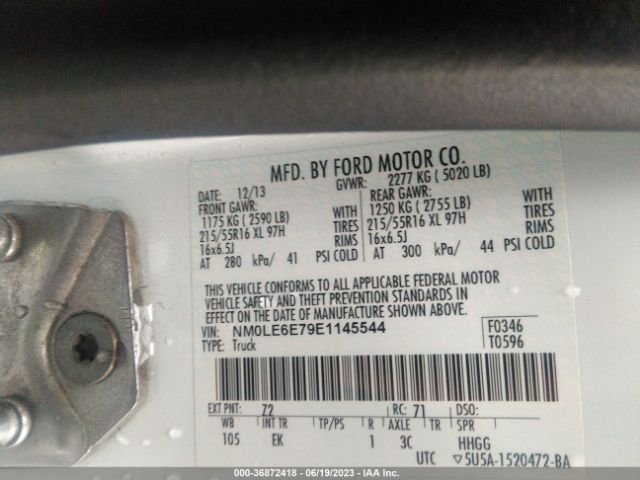 MFD. BY FORD MOTOR CO.
DATE: 12/13 GVWR: 2277 KG ( 5020 LB)
FRONT GAWR: REAR GAWR:
1175 KG ( 2590 LB) WITH 1250 KG ( 2755 LB) WITH
215/55R16 XL 97H TIRES 215/55R16 XL 97H TIRES
16x6.5J RIMS 16x6.5J RIMS
AT 280 kPa/ 41 PSI COLD AT 300 kPa/ 44 PSI COLD
THIS VEHICLE CONFORMS TO ALL APPLICABLE FEDERAL MOTOR
VEHICLE SAFETY AND THEFT PREVENTION STANDARDS IN
EFFECT ON THE DATE OF MANUFACTURE SHOWN ABOVE.
VIN: NM0LE6E79E1145544 F0346
TYPE: Truck T0596
EXT PNT: 72 RC: 71 DSO:
WB INT TR TP/PS R AXLE TR SPR
105 EK 1 3C HHGG
UTC ▽5U5A-1520472-BA
© 36872418 - 06/19/2023 - IAA Inc.